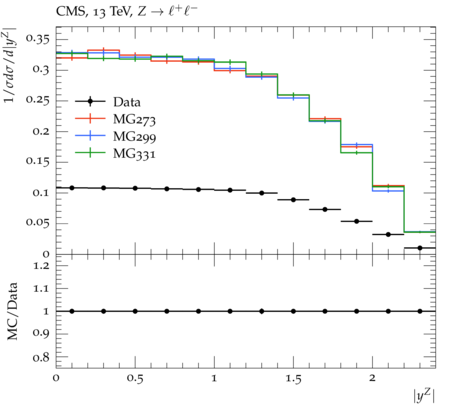 CMS, 13 TeV, Z → ℓ⁺ℓ⁻
1/σdσ/d|y^Z|
0.35
0.3
0.25
0.2
0.15
0.1
0.05
0
Data
MG273
MG299
MG331
MC/Data
1.2
1.1
1
0.9
0.8
0 0.5 1 1.5 2
|y^Z|